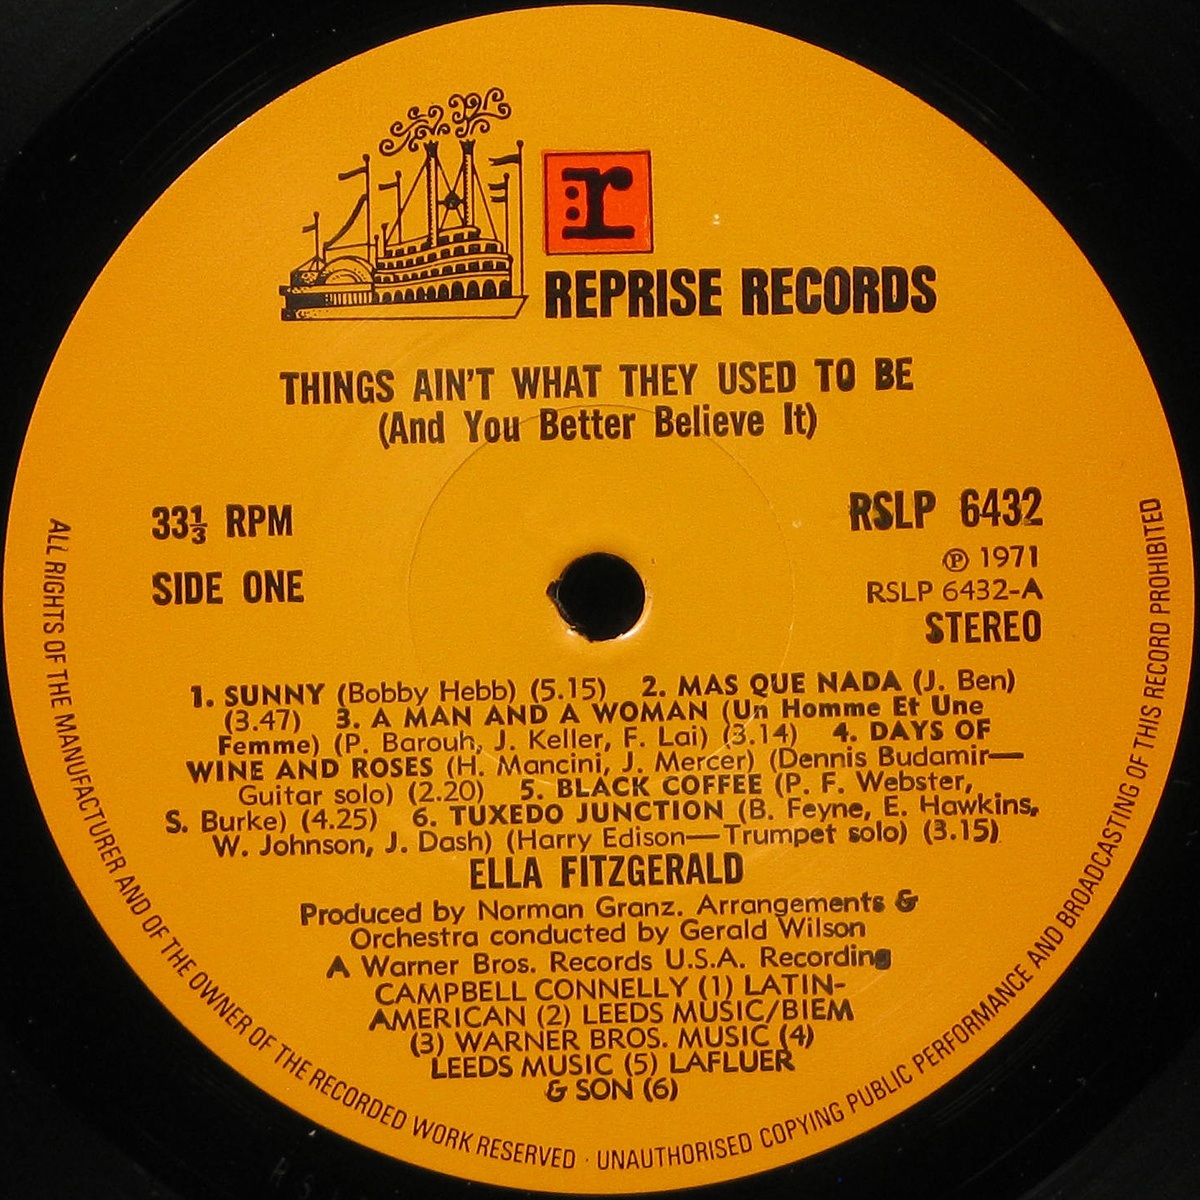 r
REPRISE RECORDS
THINGS AIN'T WHAT THEY USED TO BE
(And You Better Believe It)
33⅓ RPM
SIDE ONE
RSLP 6432
℗ 1971
RSLP 6432-A
STEREO
1. SUNNY (Bobby Hebb) (5.15) 2. MAS QUE NADA (J. Ben)
(3.47) 3. A MAN AND A WOMAN (Un Homme Et Une
Femme) (P. Barouh, J. Keller, F. Lai) (3.14) 4. DAYS OF
WINE AND ROSES (H. Mancini, J. Mercer) (Dennis Budamir—
Guitar solo) (2.20) 5. BLACK COFFEE (P. F. Webster,
S. Burke) (4.25) 6. TUXEDO JUNCTION (B. Feyne, E. Hawkins,
W. Johnson, J. Dash) (Harry Edison—Trumpet solo) (3.15)
ELLA FITZGERALD
Produced by Norman Granz. Arrangements &
Orchestra conducted by Gerald Wilson
A Warner Bros. Records U.S.A. Recording
CAMPBELL CONNELLY (1) LATIN-
AMERICAN (2) LEEDS MUSIC/BIEM
(3) WARNER BROS. MUSIC (4)
LEEDS MUSIC (5) LAFLUER
& SON (6)
ALL RIGHTS OF THE MANUFACTURER AND OF THE OWNER OF THE RECORDED WORK RESERVED · UNAUTHORISED COPYING PUBLIC PERFORMANCE AND BROADCASTING OF THIS RECORD PROHIBITED